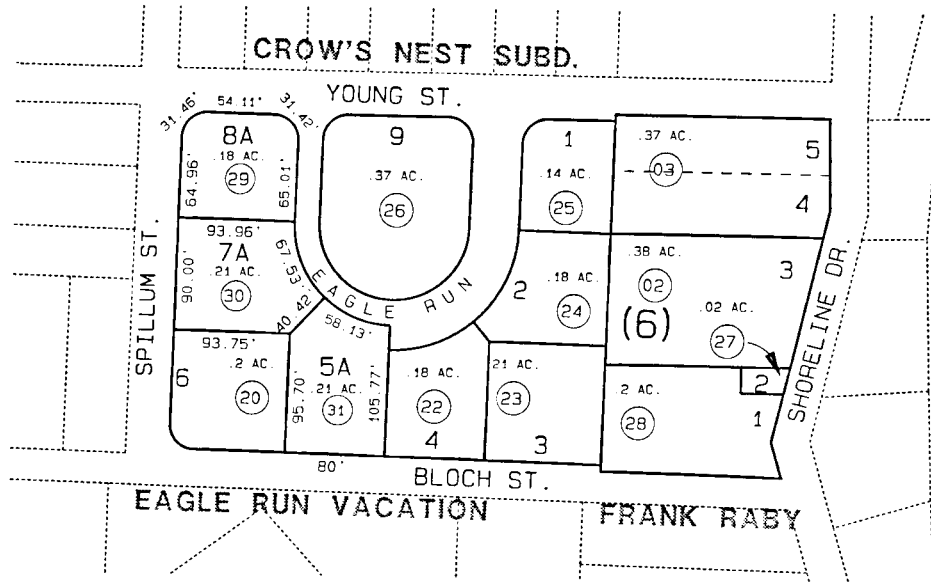 CROW'S NEST SUBD.
YOUNG ST.
31.46'
54.11'
31.42'
8A
.18 AC.
29
64.96'
65.01'
9
.37 AC.
26
1
.14 AC.
25
.37 AC.
03
5
4
SPILLUM ST.
93.96'
7A
.21 AC.
30
90.00'
67.53'
40.42'
EAGLE RUN
58.13'
2
.18 AC.
24
.38 AC.
02
3
(6)
.02 AC.
27
SHORELINE DR.
93.75'
6
.2 AC.
20
95.70'
5A
.21 AC.
31
105.77'
.18 AC.
22
4
21 AC.
23
3
.2 AC.
28
2
1
80'
BLOCH ST.
EAGLE RUN VACATION
FRANK RABY